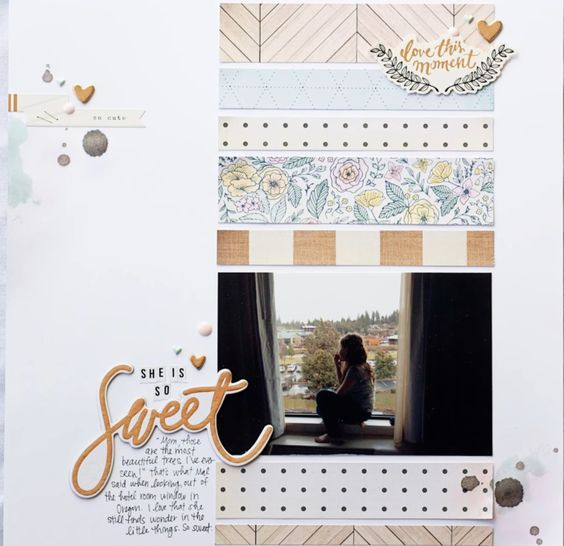 love this
moment
so cute
SHE IS
SO
Sweet
"Mom, those
are the most
beautiful trees I've ever
seen!" That's what Mal
said when looking out of
the hotel room window in
Oregon. I love that she
still finds wonder in the
little things. So sweet.